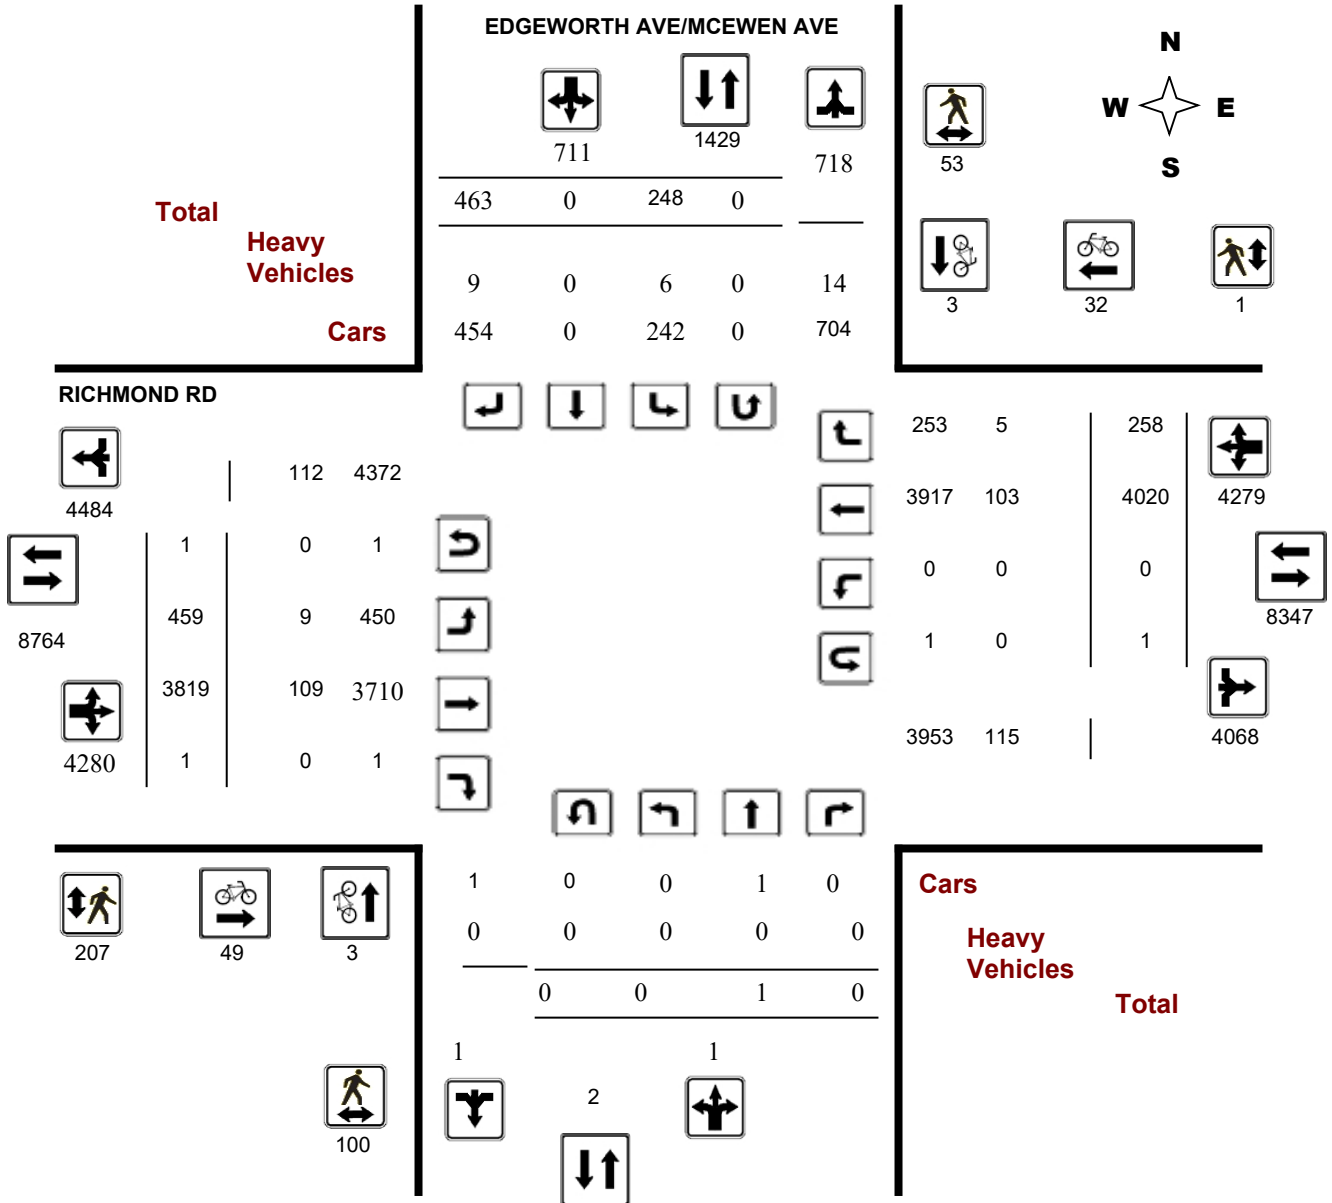 EDGEWORTH AVE/MCEWEN AVE
N
W E
S
711 1429 718 53
463 0 248 0
Total
Heavy
Vehicles
9 0 6 0 14
3 32 1
Cars 454 0 242 0 704
RICHMOND RD
253 5 258
112 4372
4484
3917 103 4020 4279
1 0 1
0 0 0
8347
459 9 450
8764
1 0 1
3819 109 3710
3953 115 4068
4280 1 0 1
1 0 0 1 0
Cars
207 49 3
0 0 0 0 0
Heavy
Vehicles
0 0 1 0
Total
1 1
2
100